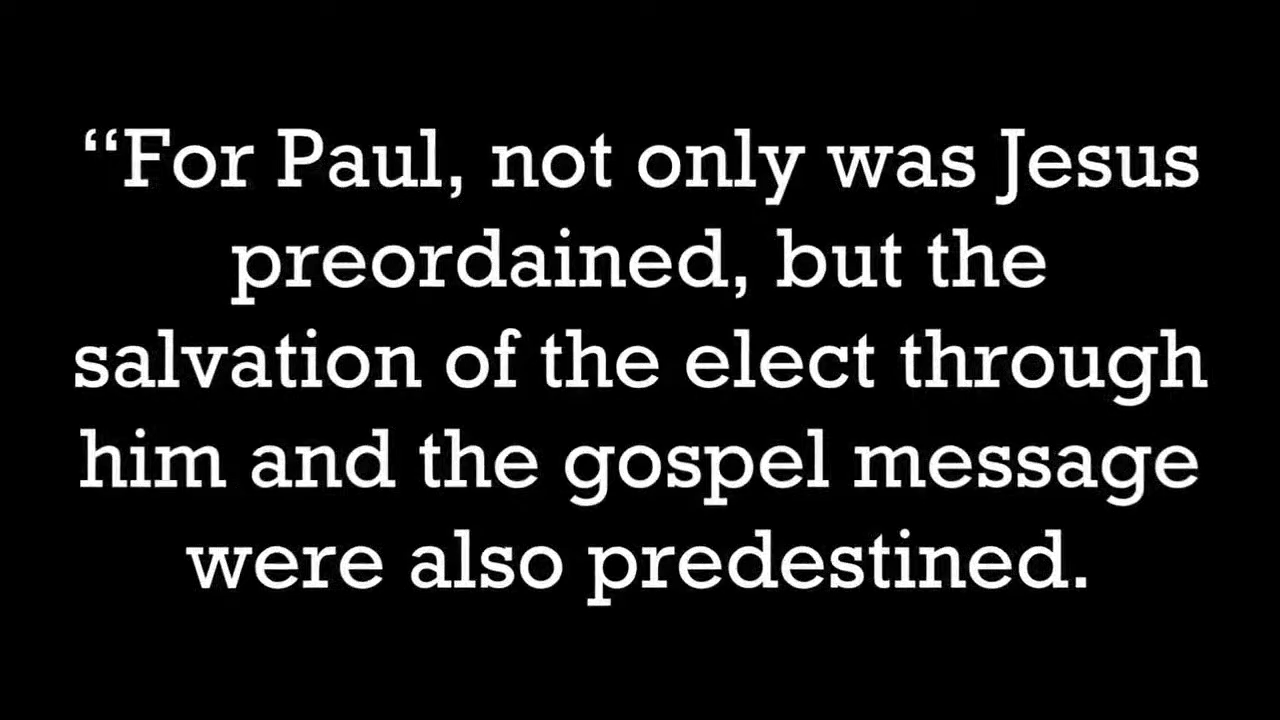 “For Paul, not only was Jesus
preordained, but the
salvation of the elect through
him and the gospel message
were also predestined.